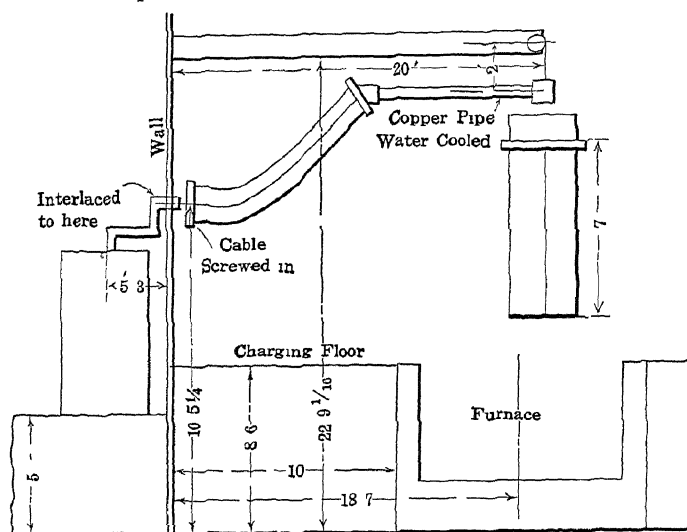 20'
2'
Copper Pipe
Water Cooled
Wall
Interlaced
to here
Cable
Screwed in
7
5' 3
Charging Floor
10 5¼
8 6
22 9 1/16
Furnace
5
10
18 7